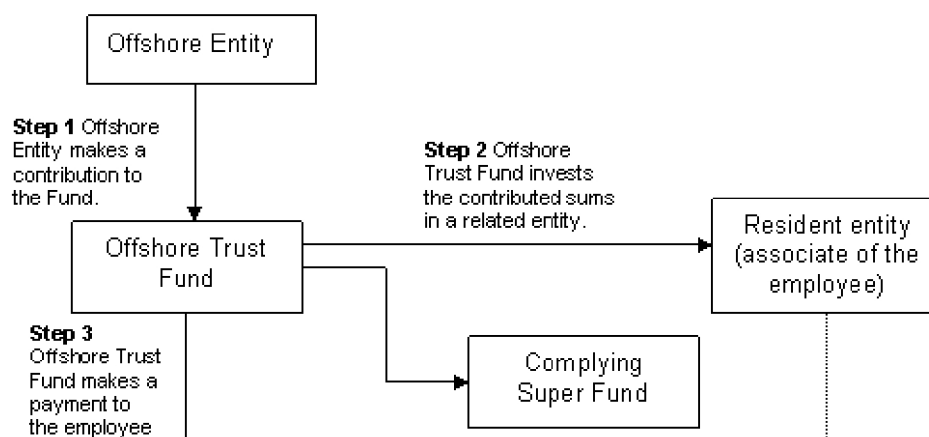 Offshore Entity
Step 1 Offshore
Entity makes a
contribution to
the Fund.
Step 2 Offshore
Trust Fund invests
the contributed sums
in a related entity.
Offshore Trust
Fund
Resident entity
(associate of the
employee)
Step 3
Offshore Trust
Fund makes a
payment to
the employee
Complying
Super Fund